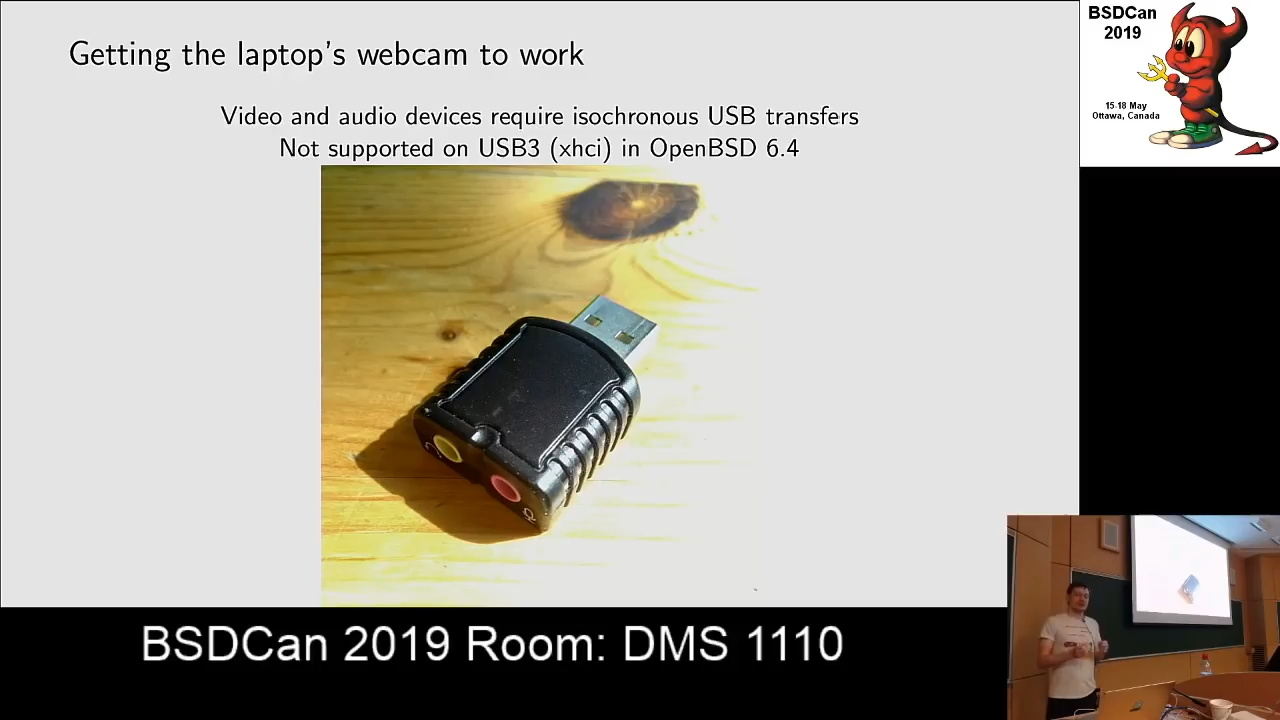 Getting the laptop's webcam to work
Video and audio devices require isochronous USB transfers
Not supported on USB3 (xhci) in OpenBSD 6.4
BSDCan
2019
15-18 May
Ottawa, Canada
BSDCan 2019 Room: DMS 1110